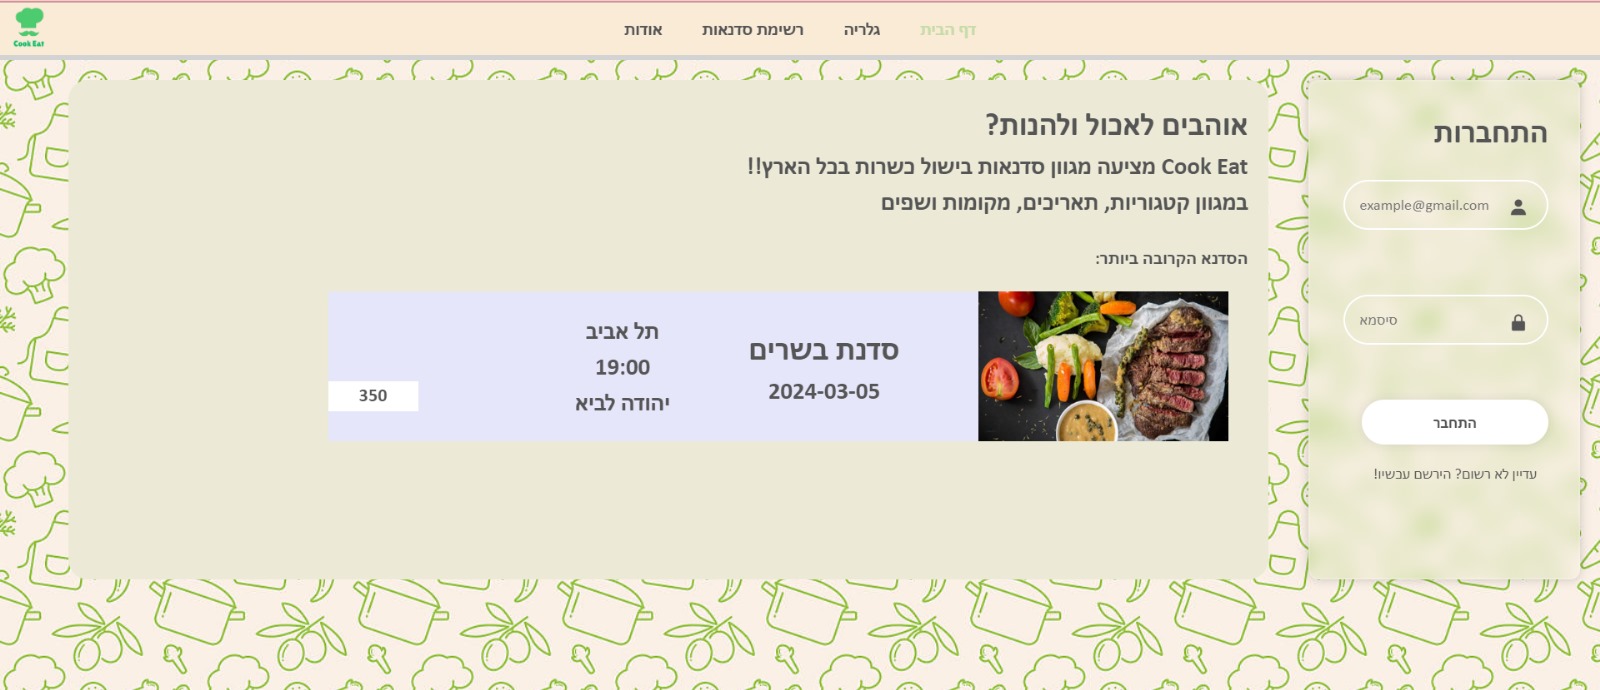 Cook Eat
דף הבית
גלריה
רשימת סדנאות
אודות
התחברות
example@gmail.com
סיסמא
התחבר
עדיין לא רשום? הירשם עכשיו!
אוהבים לאכול ולהנות?
Cook Eat מציעה מגוון סדנאות בישול כשרות בכל הארץ!!
במגוון קטגוריות, תאריכים, מקומות ושפים
הסדנא הקרובה ביותר:
סדנת בשרים
2024-03-05
תל אביב
19:00
יהודה לביא
350